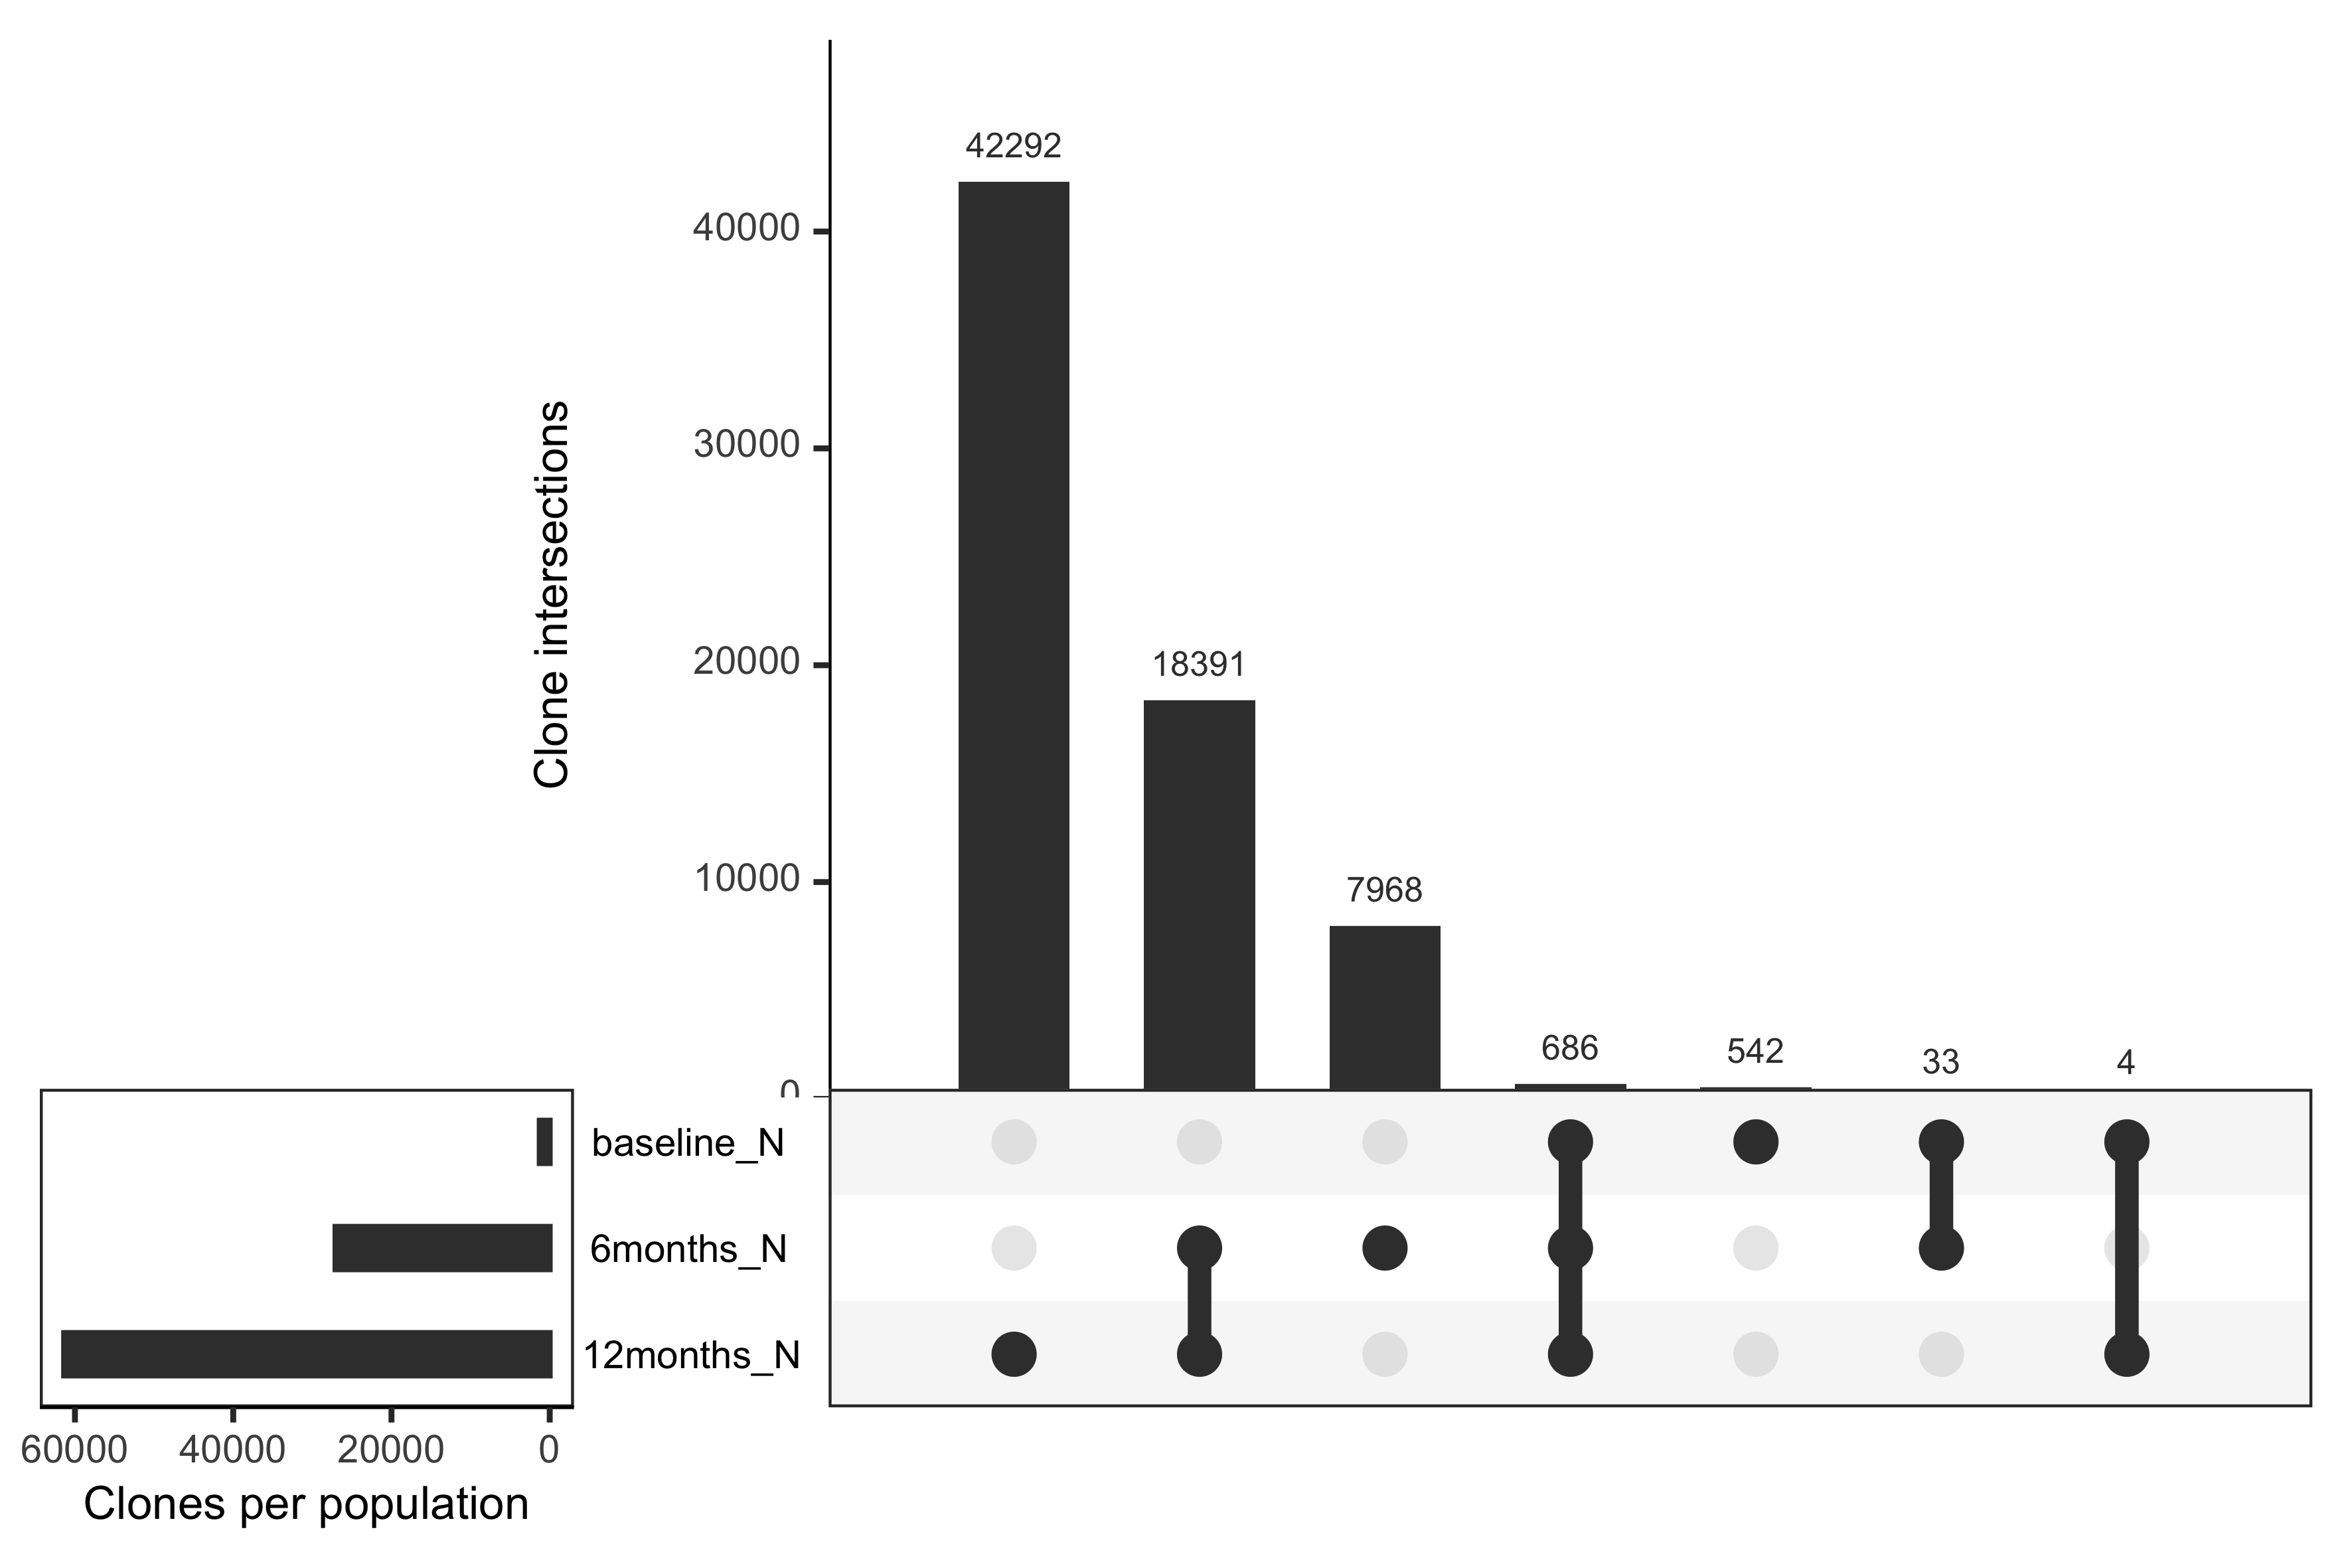 42292
40000
30000
18391
20000
7968
10000
686
542
33
4
0
Clone intersections
baseline_N
6months_N
12months_N
60000 40000 20000 0
Clones per population